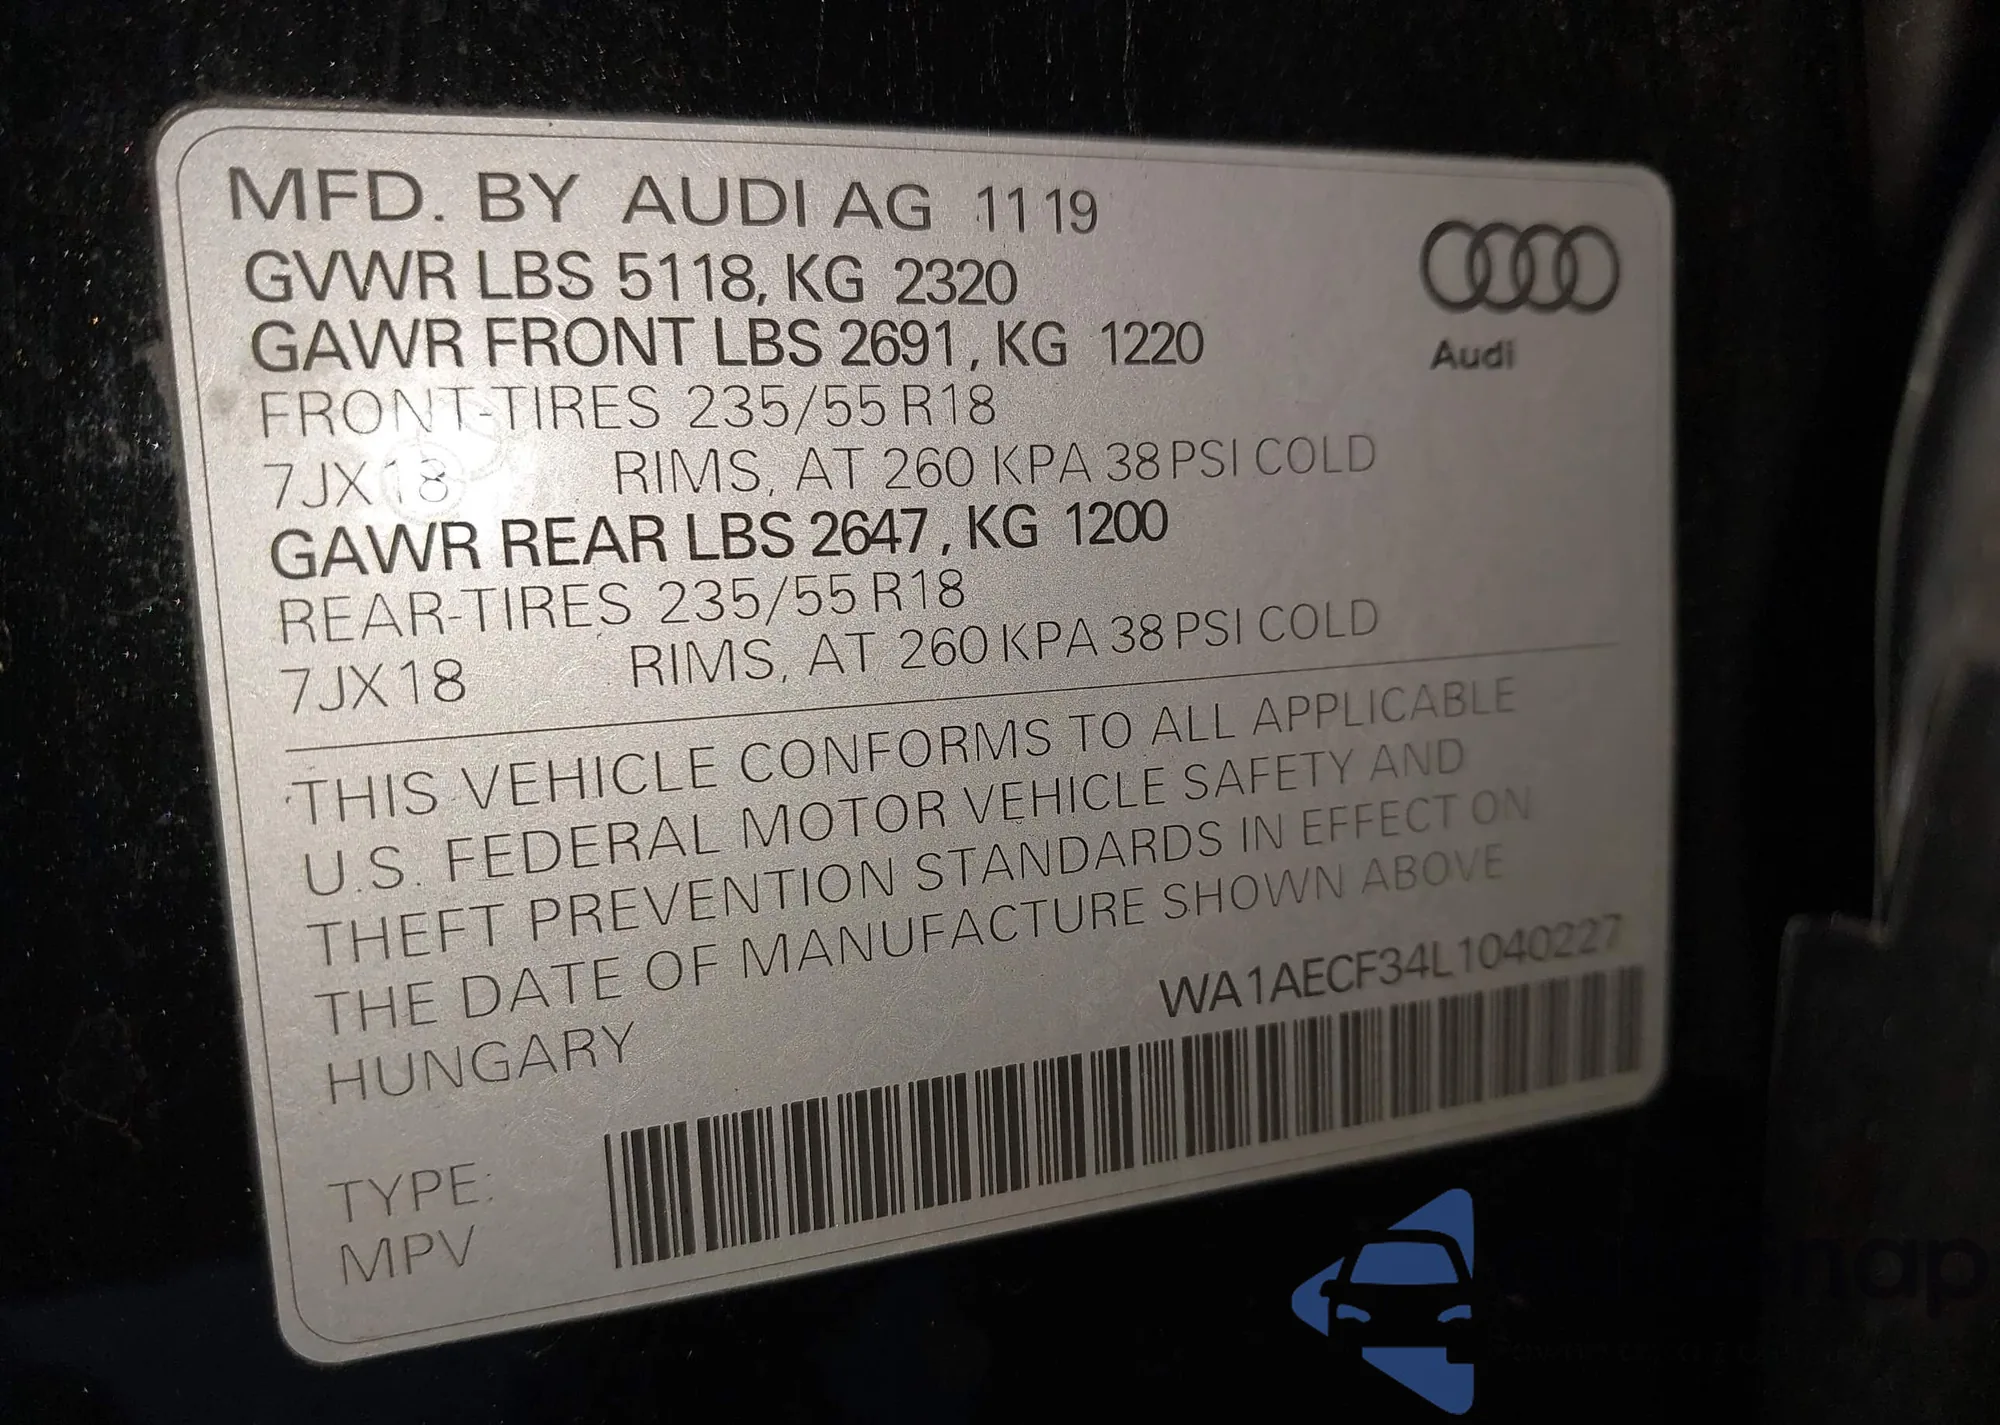 MFD. BY AUDI AG 11 19
GVWR LBS 5118, KG 2320
GAWR FRONT LBS 2691, KG 1220
FRONT-TIRES 235/55 R18
7JX18 RIMS, AT 260 KPA 38 PSI COLD
GAWR REAR LBS 2647, KG 1200
REAR-TIRES 235/55 R18
7JX18 RIMS, AT 260 KPA 38 PSI COLD
Audi
THIS VEHICLE CONFORMS TO ALL APPLICABLE
U.S. FEDERAL MOTOR VEHICLE SAFETY AND
THEFT PREVENTION STANDARDS IN EFFECT ON
THE DATE OF MANUFACTURE SHOWN ABOVE
HUNGARY
WA1AECF34L1040227
TYPE:
MPV